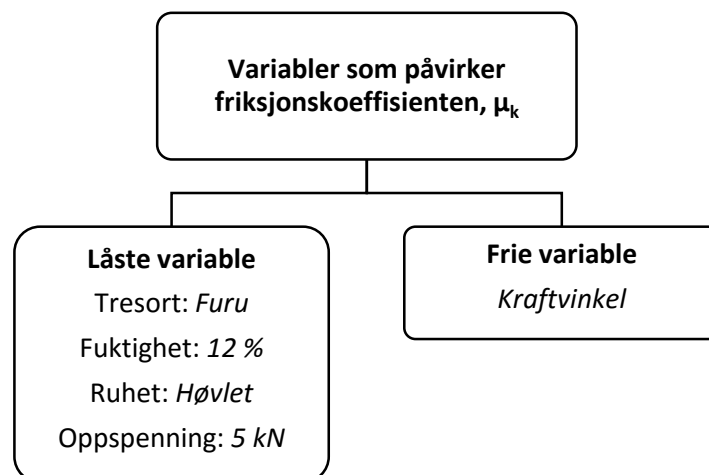 Variabler som påvirker
friksjonskoeffisienten, μk
Låste variable
Tresort: Furu
Fuktighet: 12 %
Ruhet: Høvlet
Oppspenning: 5 kN
Frie variable
Kraftvinkel